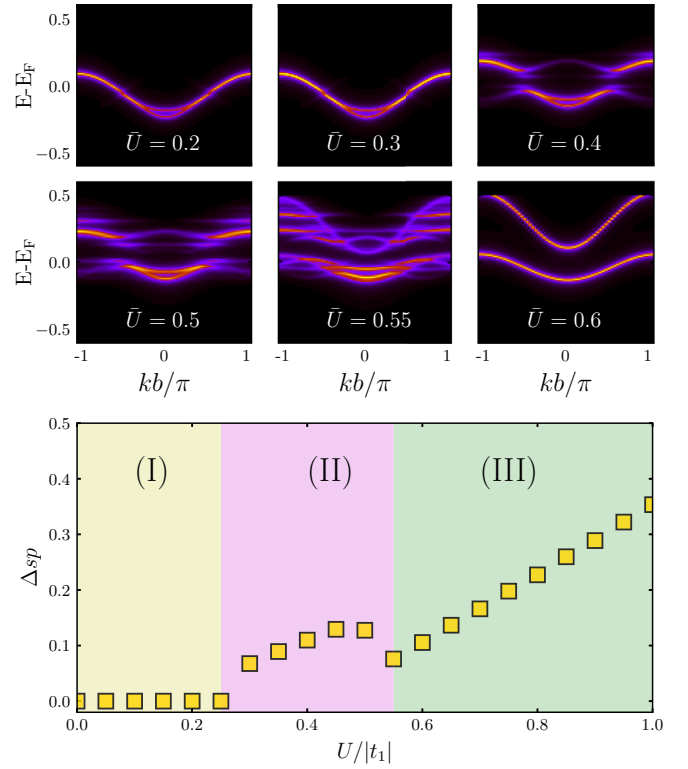 0.5
E-E_F
0.0
−0.5
Ū = 0.2
Ū = 0.3
Ū = 0.4
0.5
E-E_F
0.0
−0.5
Ū = 0.5
Ū = 0.55
Ū = 0.6
-1 0 1
-1 0 1
-1 0 1
kb/π
kb/π
kb/π
0.5
0.4
0.3
0.2
0.1
0.0
Δsp
(I)
(II)
(III)
0.0 0.2 0.4 0.6 0.8 1.0
U/|t₁|